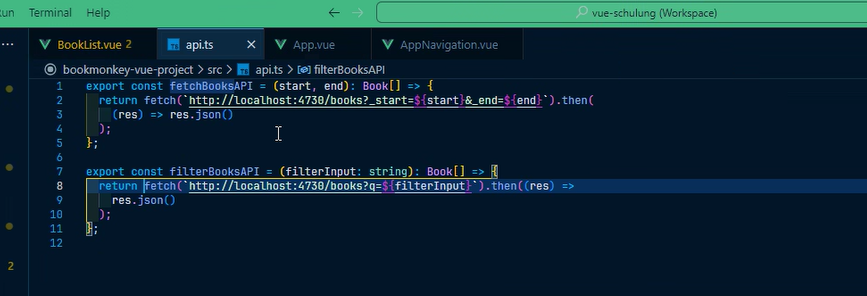 Run Terminal Help ← → vue-schulung (Workspace)
··· BookList.vue 2 TS api.ts × App.vue AppNavigation.vue
bookmonkey-vue-project > src > TS api.ts > filterBooksAPI
1 export const fetchBooksAPI = (start, end): Book[] => {
2 return fetch(`http://localhost:4730/books?_start=${start}&_end=${end}`).then(
3 (res) => res.json()
4 );
5 };
6
7 export const filterBooksAPI = (filterInput: string): Book[] => {
8 return fetch(`http://localhost:4730/books?q=${filterInput}`).then((res) =>
9 res.json()
10 );
11 };
12
2